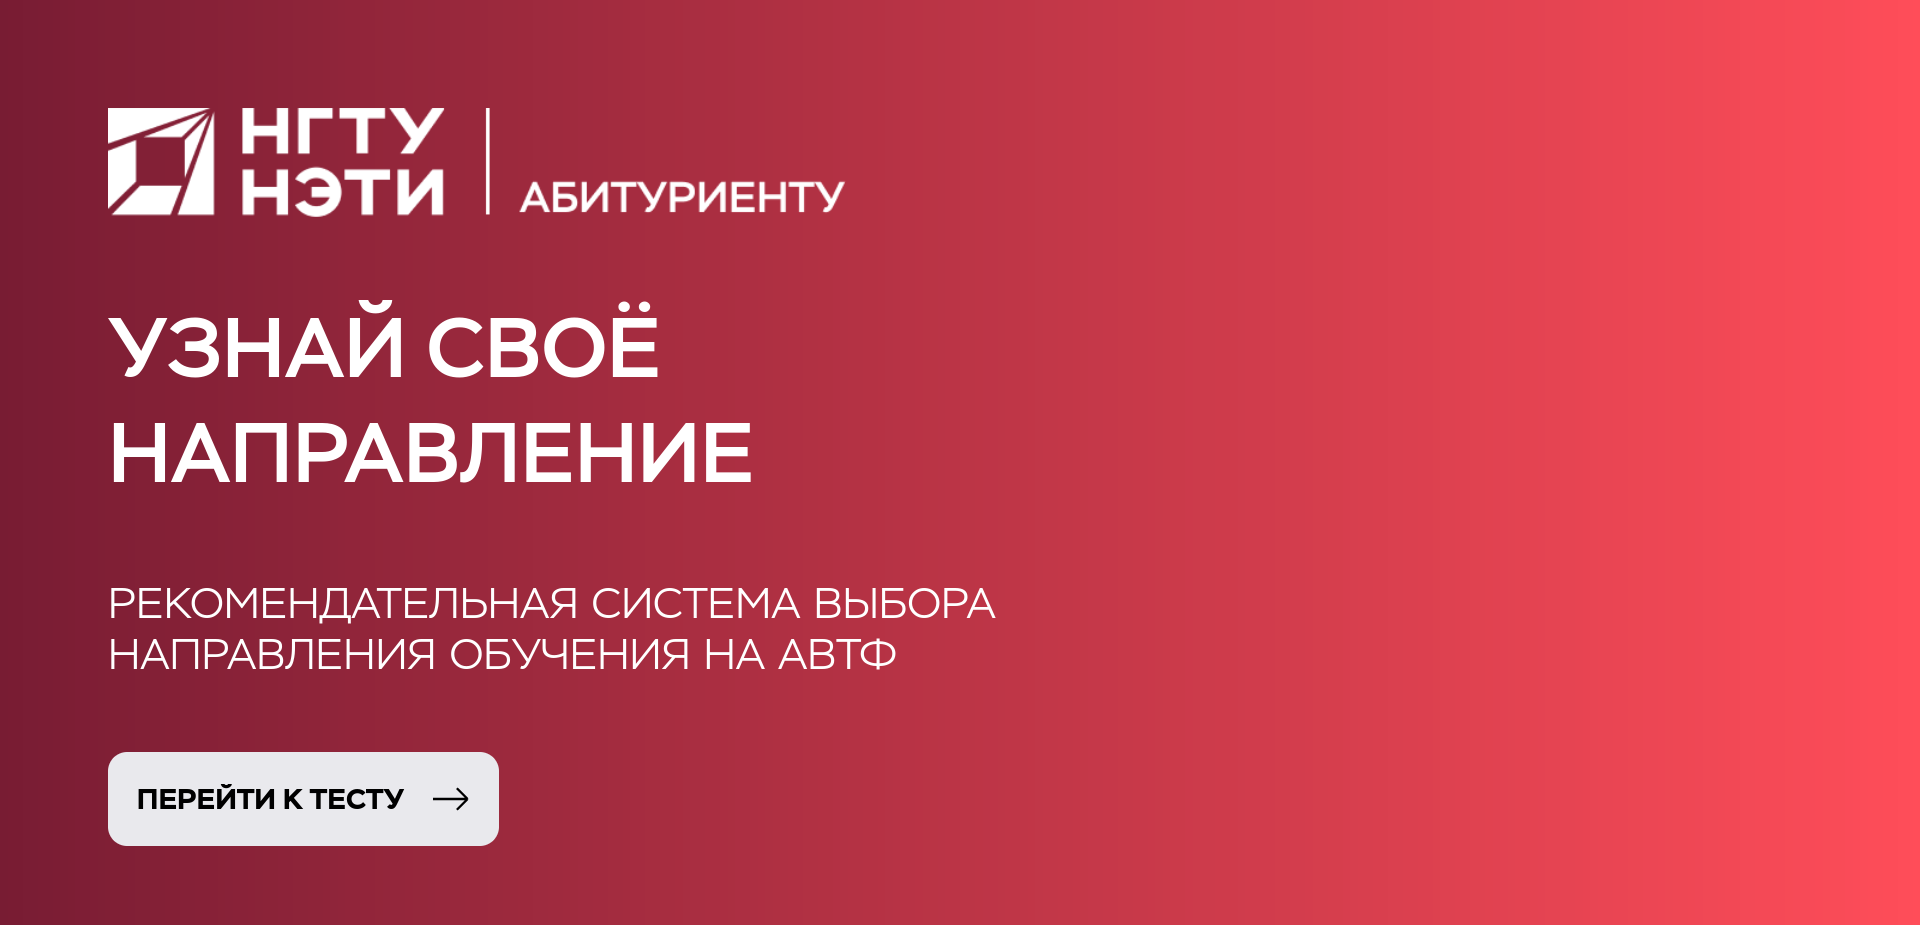 НГТУ
НЭТИ
АБИТУРИЕНТУ
УЗНАЙ СВОЁ
НАПРАВЛЕНИЕ
РЕКОМЕНДАТЕЛЬНАЯ СИСТЕМА ВЫБОРА
НАПРАВЛЕНИЯ ОБУЧЕНИЯ НА АВТФ
ПЕРЕЙТИ К ТЕСТУ